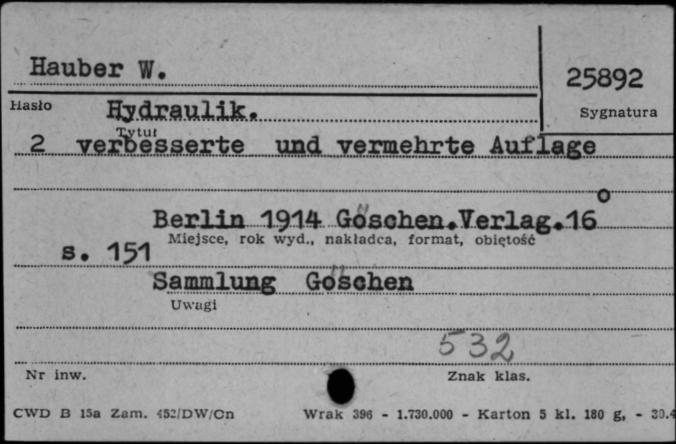 Hauber W.
25892
Hasło
Sygnatura
Hydraulik.
Tytuł
2 verbesserte und vermehrte Auflage
Berlin 1914 Göschen.Verlag.16°
Miejsce, rok wyd., nakładca, format, obiętość
s. 151
Sammlung Göschen
Uwagi
532
Nr inw.
Znak klas.
CWD B 15a Zam. 452/DW/Cn Wrak 396 - 1.730.000 - Karton 5 kl. 180 g. - 30.4